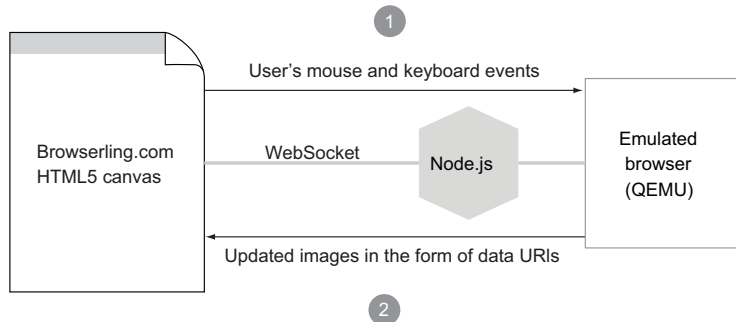 1
User's mouse and keyboard events
Browserling.com
HTML5 canvas
WebSocket
Node.js
Emulated
browser
(QEMU)
Updated images in the form of data URIs
2